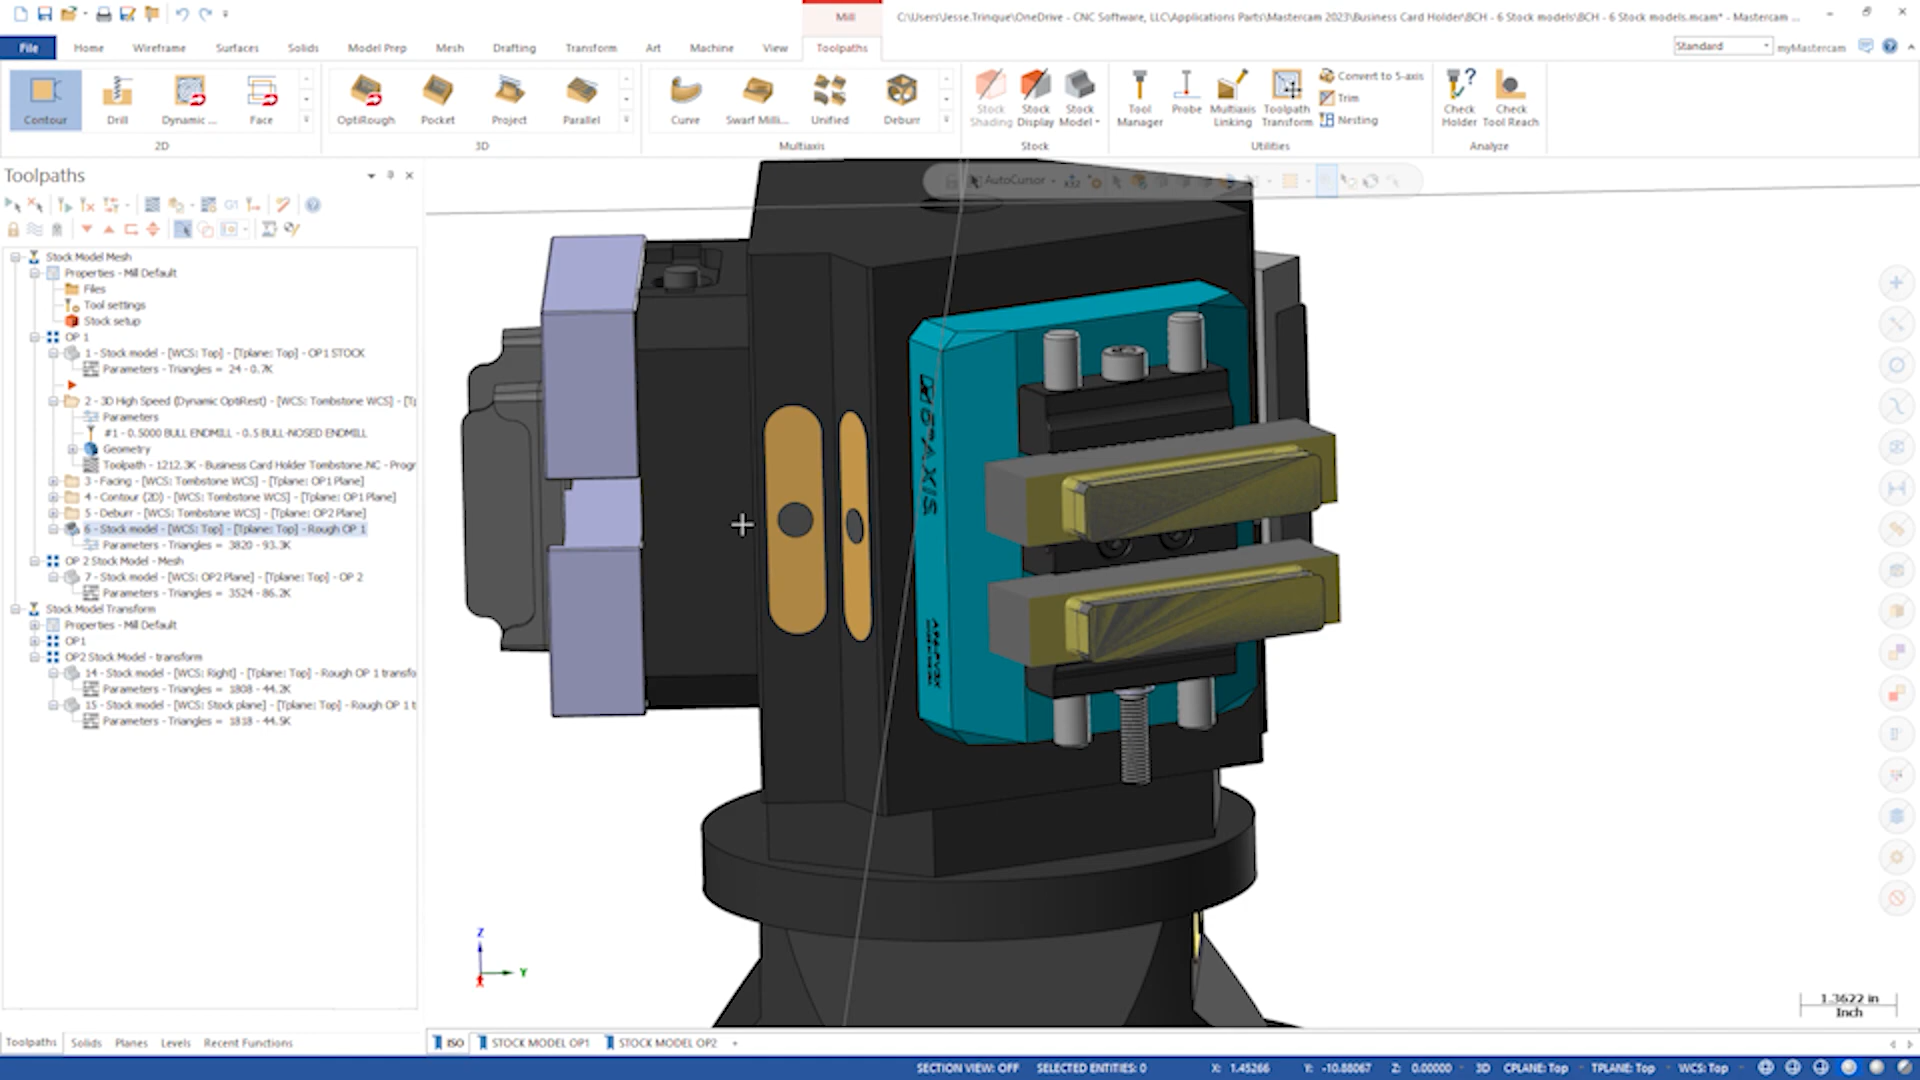 Mill
C:\Users\Jesse.Trinque\OneDrive - CNC Software, LLC\Applications Parts\Mastercam 2023\Business Card Holder\BCH - 6 Stock models\BCH - 6 Stock models.mcam* - Mastercam ...
File Home Wireframe Surfaces Solids Model Prep Mesh Drafting Transform Art Machine View Toolpaths
Standard myMastercam
Contour Drill Dynamic ... Face
OptiRough Pocket Project Parallel
Curve Swarf Milli... Unified Deburr
Stock Shading Stock Display Stock Model
Tool Manager Probe Multiaxis Linking Toolpath Transform
Convert to 5-axis
Trim
Nesting
Check Holder Check Tool Reach
2D 3D Multiaxis Stock Utilities Analyze
Toolpaths
AutoCursor
G1
Stock Model Mesh
Properties - Mill Default
Files
Tool settings
Stock setup
OP 1
1 - Stock model - [WCS: Top] - [Tplane: Top] - OP1 STOCK
Parameters - Triangles = 24 - 0.7K
2 - 3D High Speed (Dynamic OptiRest) - [WCS: Tombstone WCS] - [Tp
Parameters
#1 - 0.5000 BULL ENDMILL - 0.5 BULL-NOSED ENDMILL
Geometry
Toolpath - 1212.3K - Business Card Holder Tombstone.NC - Progr
3 - Facing - [WCS: Tombstone WCS] - [Tplane: OP1 Plane]
4 - Contour (2D) - [WCS: Tombstone WCS] - [Tplane: OP1 Plane]
5 - Deburr - [WCS: Tombstone WCS] - [Tplane: OP2 Plane]
6 - Stock model - [WCS: Top] - [Tplane: Top] - Rough OP 1
Parameters - Triangles = 3820 - 93.3K
OP 2 Stock Model - Mesh
7 - Stock model - [WCS: OP2 Plane] - [Tplane: Top] - OP 2
Parameters - Triangles = 3524 - 86.2K
Stock Model Transform
Properties - Mill Default
OP1
OP2 Stock Model - transform
14 - Stock model - [WCS: Right] - [Tplane: Top] - Rough OP 1 transfo
Parameters - Triangles = 1808 - 44.2K
15 - Stock model - [WCS: Stock plane] - [Tplane: Top] - Rough OP 1 t
Parameters - Triangles = 1818 - 44.5K
Z
Y
1.3622 in
Inch
Toolpaths Solids Planes Levels Recent Functions
ISO STOCK MODEL OP1 STOCK MODEL OP2 +
SECTION VIEW: OFF SELECTED ENTITIES: 0 X: 1.45266 Y: -10.88067 Z: 0.00000 3D CPLANE: Top TPLANE: Top WCS: Top